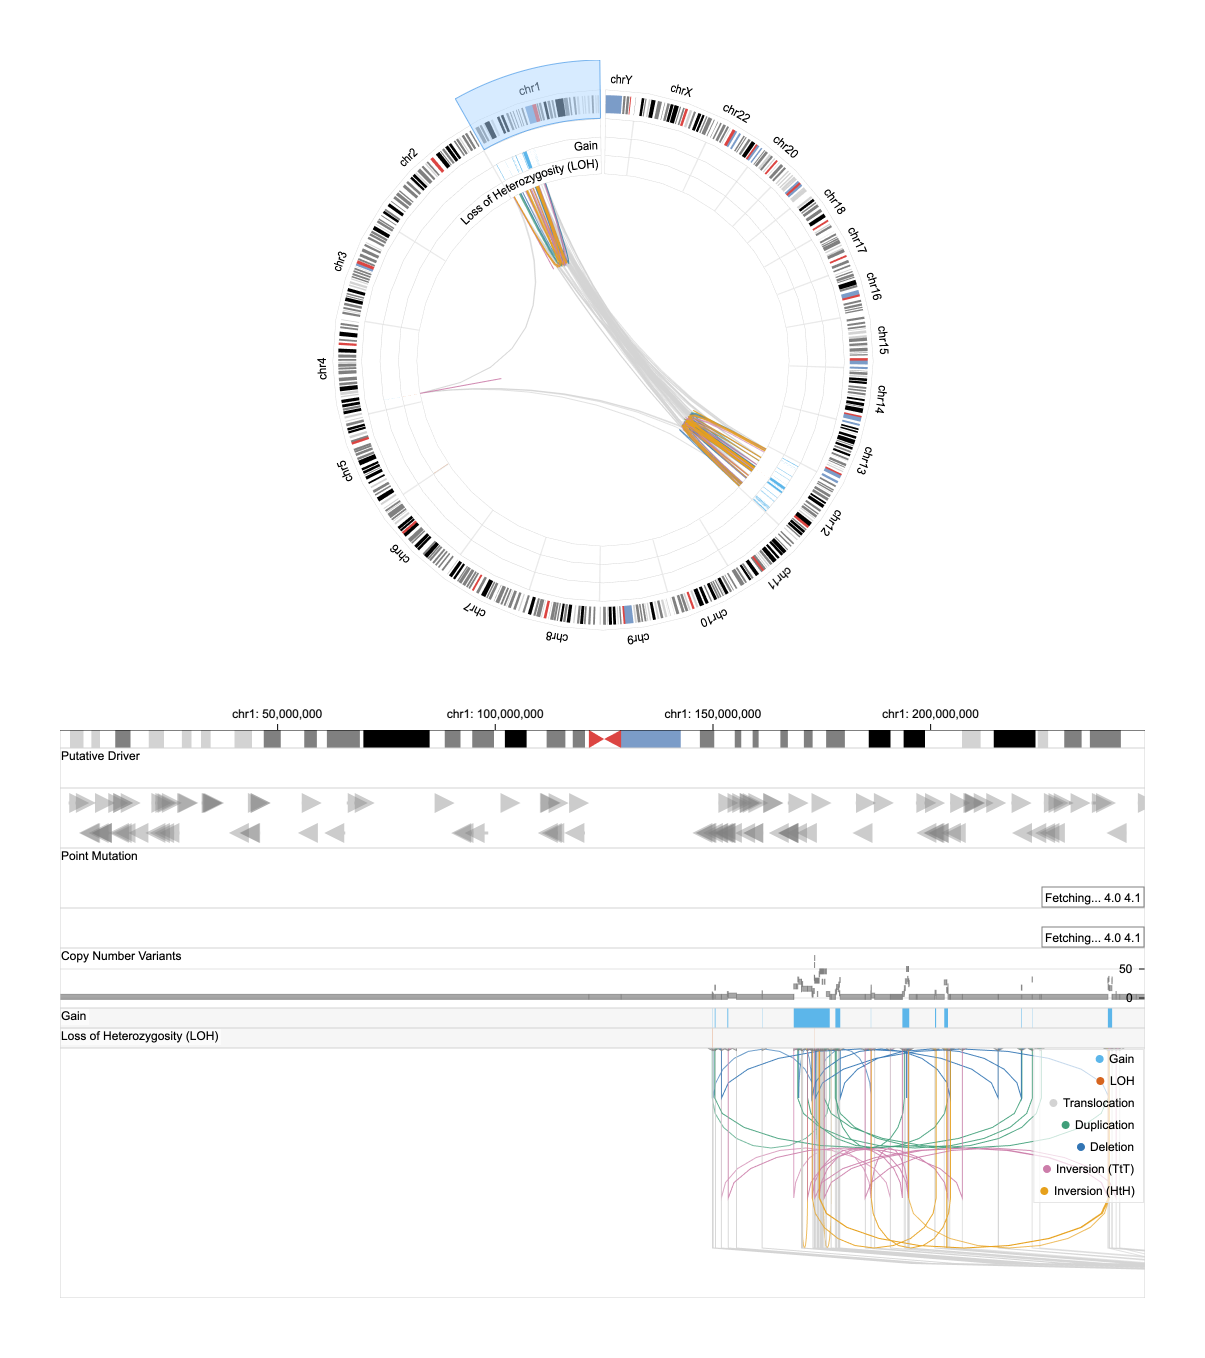 chr1
chrY
chrX
chr22
chr20
chr18
chr17
chr16
chr15
chr14
chr13
chr12
chr11
chr10
chr9
chr8
chr7
chr6
chr5
chr4
chr3
chr2
Gain
Loss of Heterozygosity (LOH)
chr1: 50,000,000 chr1: 100,000,000 chr1: 150,000,000 chr1: 200,000,000
Putative Driver
Point Mutation
Fetching... 4.0 4.1
Fetching... 4.0 4.1
Copy Number Variants
50
0
Gain
Loss of Heterozygosity (LOH)
Gain
LOH
Translocation
Duplication
Deletion
Inversion (TtT)
Inversion (HtH)